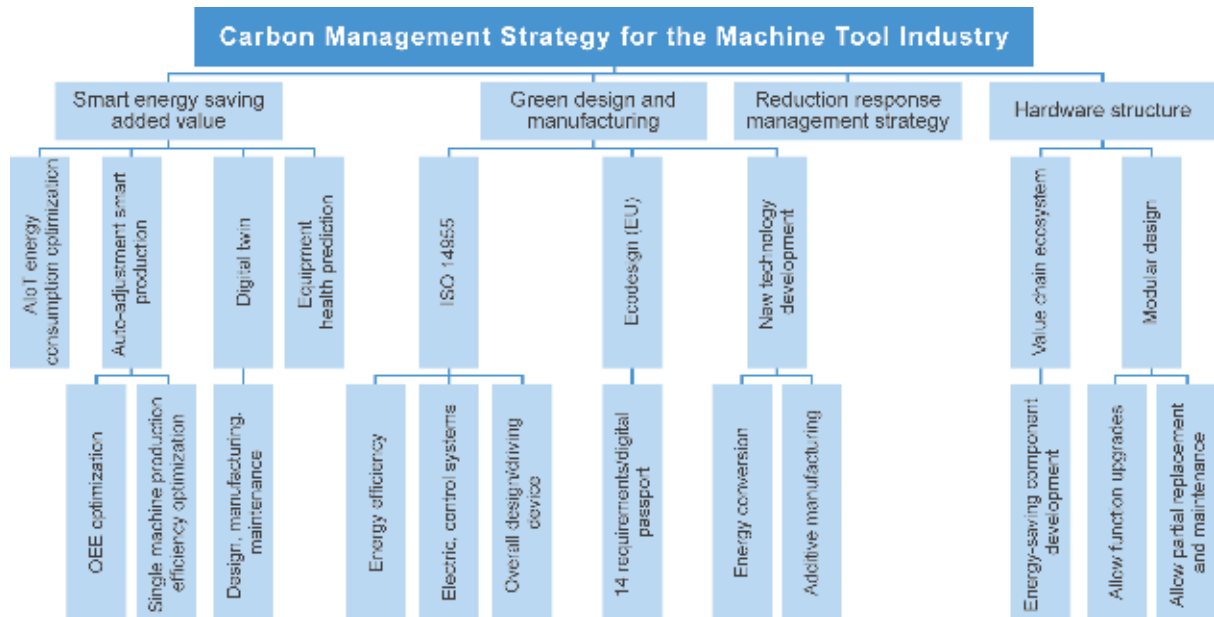 Carbon Management Strategy for the Machine Tool Industry
Smart energy saving
added value
Green design and
manufacturing
Reduction response
management strategy
Hardware structure
AIoT energy
consumption optimization
Auto-adjustment smart
production
Digital twin
Equipment
health prediction
ISO 14955
Ecodesign (EU)
New technology
development
Value chain ecosystem
Modular design
OEE optimization
Single machine production
efficiency optimization
Design, manufacturing,
maintenance
Energy efficiency
Electric, control systems
Overall design/driving
device
14 requirements/digital
passport
Energy conversion
Additive manufacturing
Energy-saving component
development
Allow function upgrades
Allow partial replacement
and maintenance